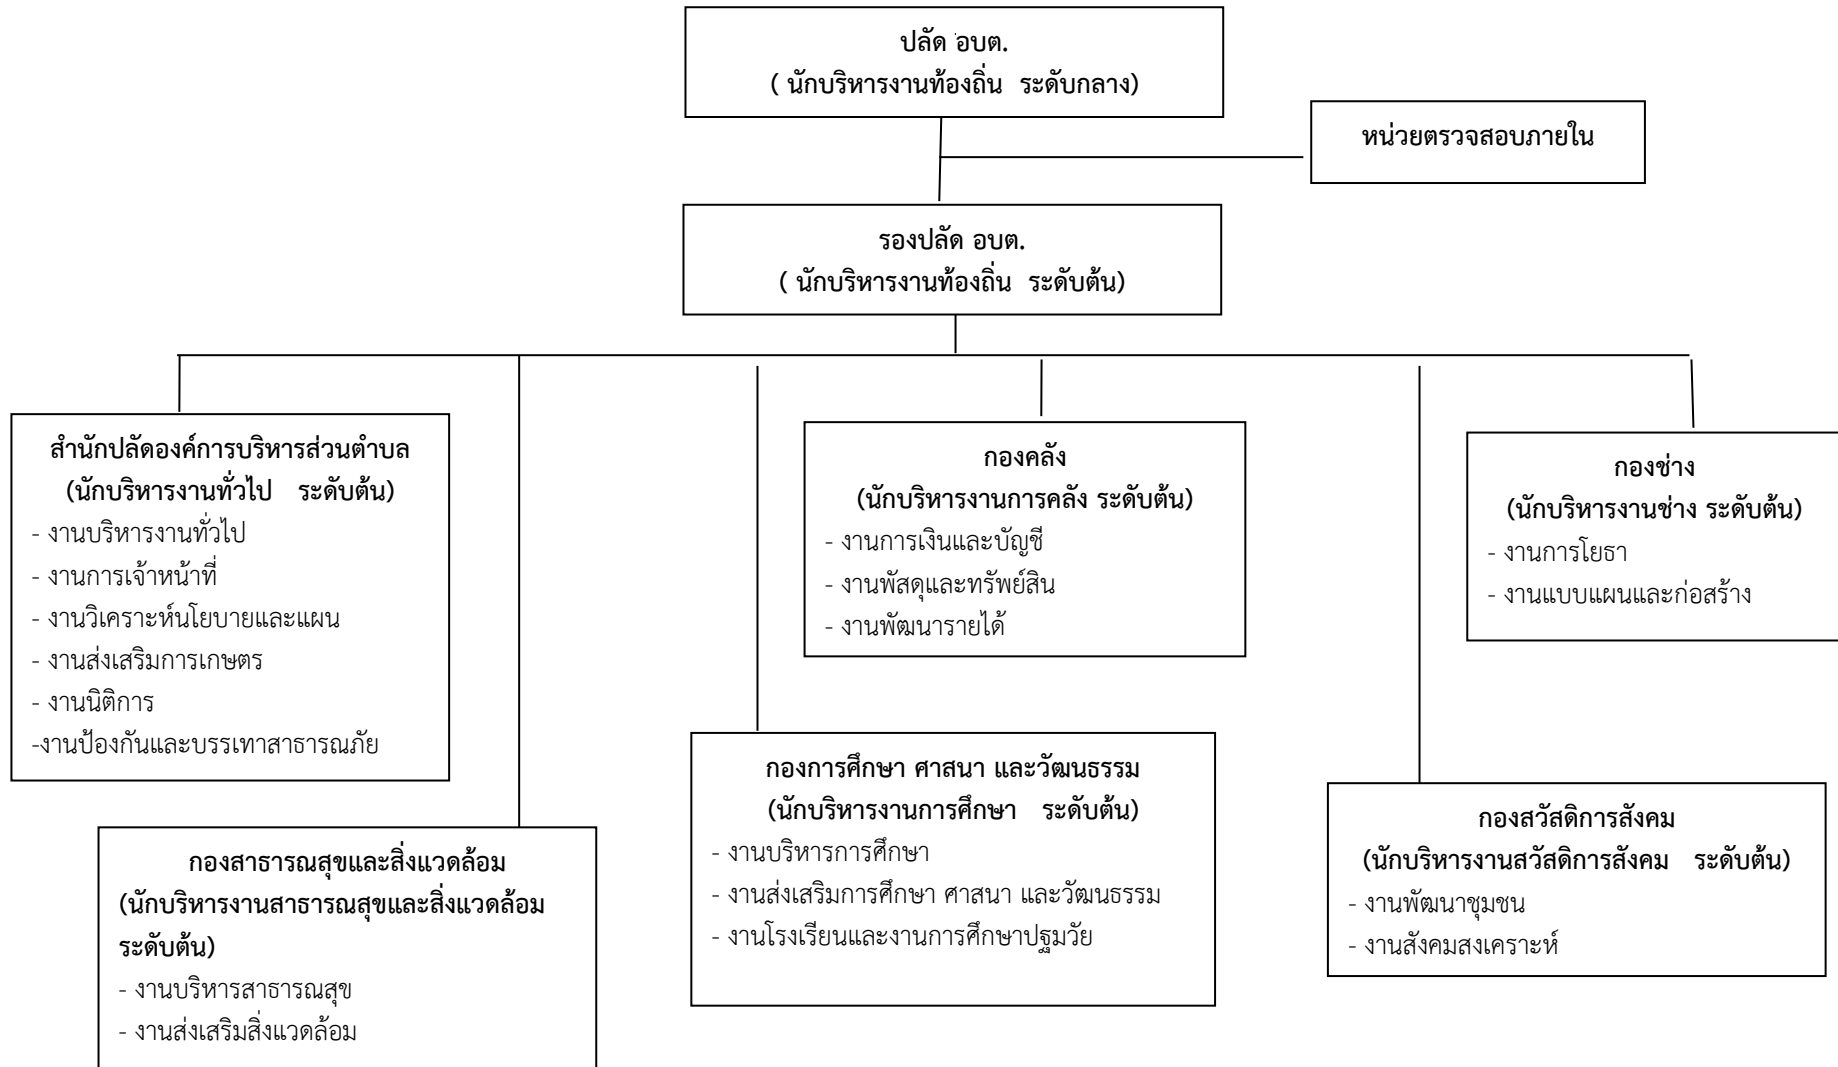 ปลัด อบต.
( นักบริหารงานท้องถิ่น ระดับกลาง)
หน่วยตรวจสอบภายใน
รองปลัด อบต.
( นักบริหารงานท้องถิ่น ระดับต้น)
สำนักปลัดองค์การบริหารส่วนตำบล
(นักบริหารงานทั่วไป ระดับต้น)
- งานบริหารงานทั่วไป
- งานการเจ้าหน้าที่
- งานวิเคราะห์นโยบายและแผน
- งานส่งเสริมการเกษตร
- งานนิติการ
-งานป้องกันและบรรเทาสาธารณภัย
กองคลัง
(นักบริหารงานการคลัง ระดับต้น)
- งานการเงินและบัญชี
- งานพัสดุและทรัพย์สิน
- งานพัฒนารายได้
กองช่าง
(นักบริหารงานช่าง ระดับต้น)
- งานการโยธา
- งานแบบแผนและก่อสร้าง
กองสาธารณสุขและสิ่งแวดล้อม
(นักบริหารงานสาธารณสุขและสิ่งแวดล้อม
ระดับต้น)
- งานบริหารสาธารณสุข
- งานส่งเสริมสิ่งแวดล้อม
กองการศึกษา ศาสนา และวัฒนธรรม
(นักบริหารงานการศึกษา ระดับต้น)
- งานบริหารการศึกษา
- งานส่งเสริมการศึกษา ศาสนา และวัฒนธรรม
- งานโรงเรียนและงานการศึกษาปฐมวัย
กองสวัสดิการสังคม
(นักบริหารงานสวัสดิการสังคม ระดับต้น)
- งานพัฒนาชุมชน
- งานสังคมสงเคราะห์